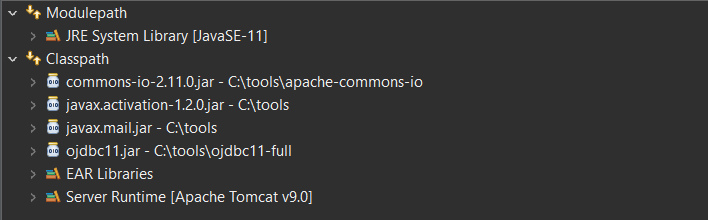 Modulepath
JRE System Library [JavaSE-11]
Classpath
commons-io-2.11.0.jar - C:\tools\apache-commons-io
javax.activation-1.2.0.jar - C:\tools
javax.mail.jar - C:\tools
ojdbc11.jar - C:\tools\ojdbc11-full
EAR Libraries
Server Runtime [Apache Tomcat v9.0]